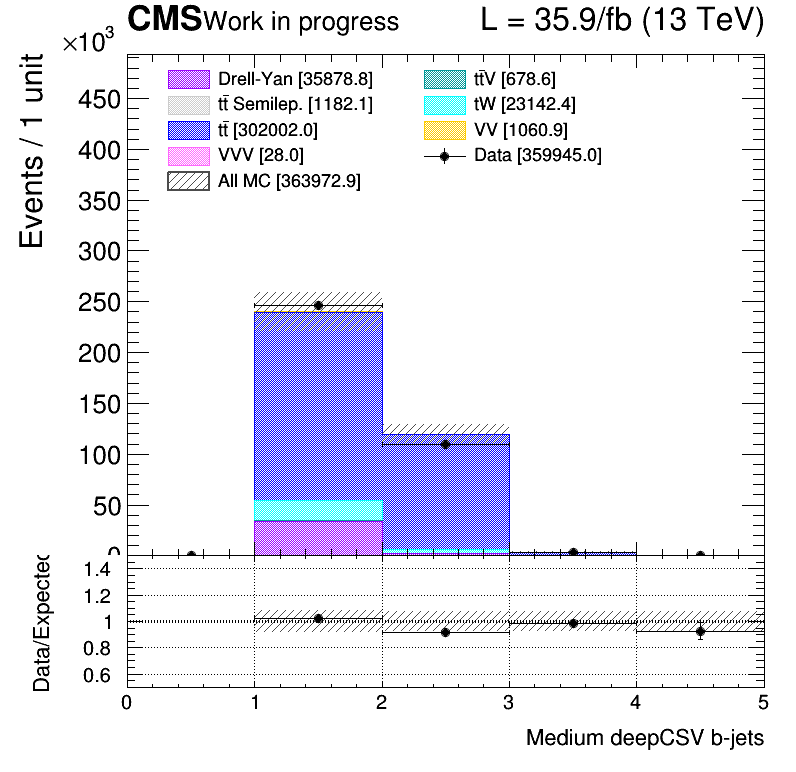 CMS Work in progress L = 35.9/fb (13 TeV)
×10³
Events / 1 unit
Drell-Yan [35878.8]
tt̄ Semilep. [1182.1]
tt̄ [302002.0]
VVV [28.0]
All MC [363972.9]
tt̄V [678.6]
tW [23142.4]
VV [1060.9]
Data [359945.0]
450
400
350
300
250
200
150
100
50
0
Data/Expected
1.4
1.2
1
0.8
0.6
0 1 2 3 4 5
Medium deepCSV b-jets